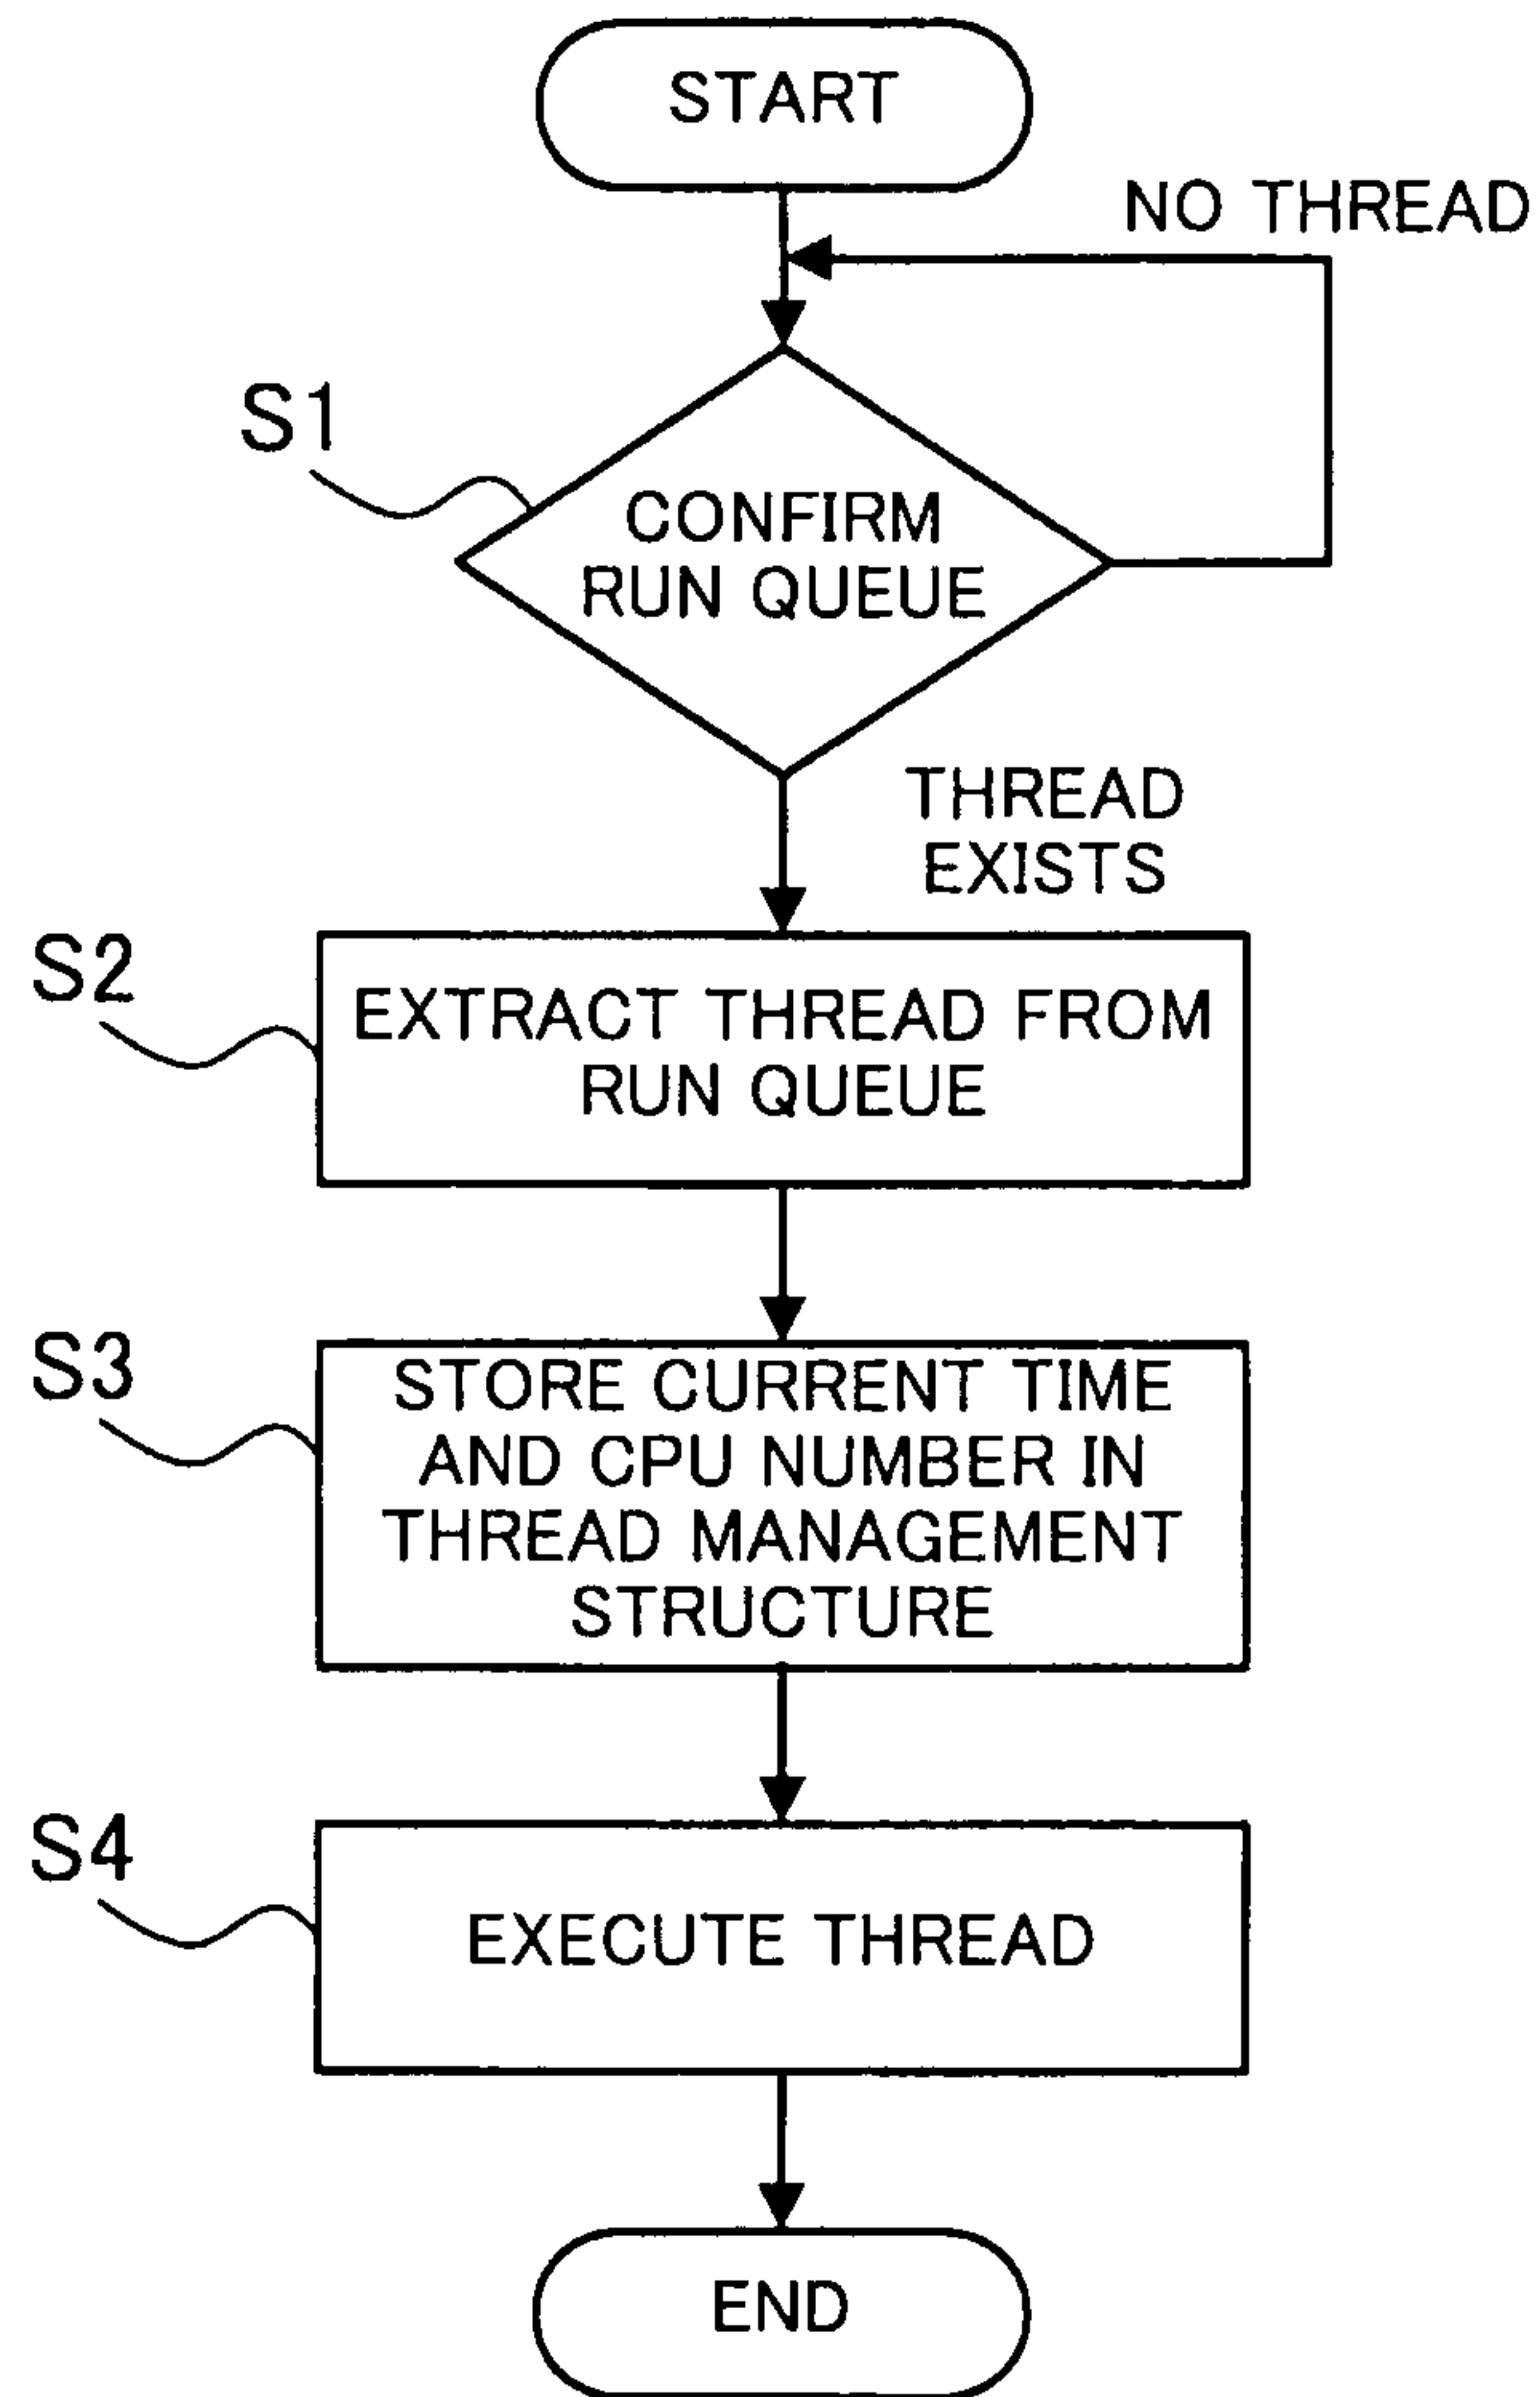 START
NO THREAD
S1
CONFIRM
RUN QUEUE
THREAD
EXISTS
S2
EXTRACT THREAD FROM
RUN QUEUE
S3
STORE CURRENT TIME
AND CPU NUMBER IN
THREAD MANAGEMENT
STRUCTURE
S4
EXECUTE THREAD
END